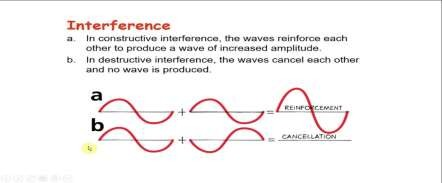 Interference
a. In constructive interference, the waves reinforce each
other to produce a wave of increased amplitude.
b. In destructive interference, the waves cancel each other
and no wave is produced.
a + = REINFORCEMENT
b + = CANCELLATION